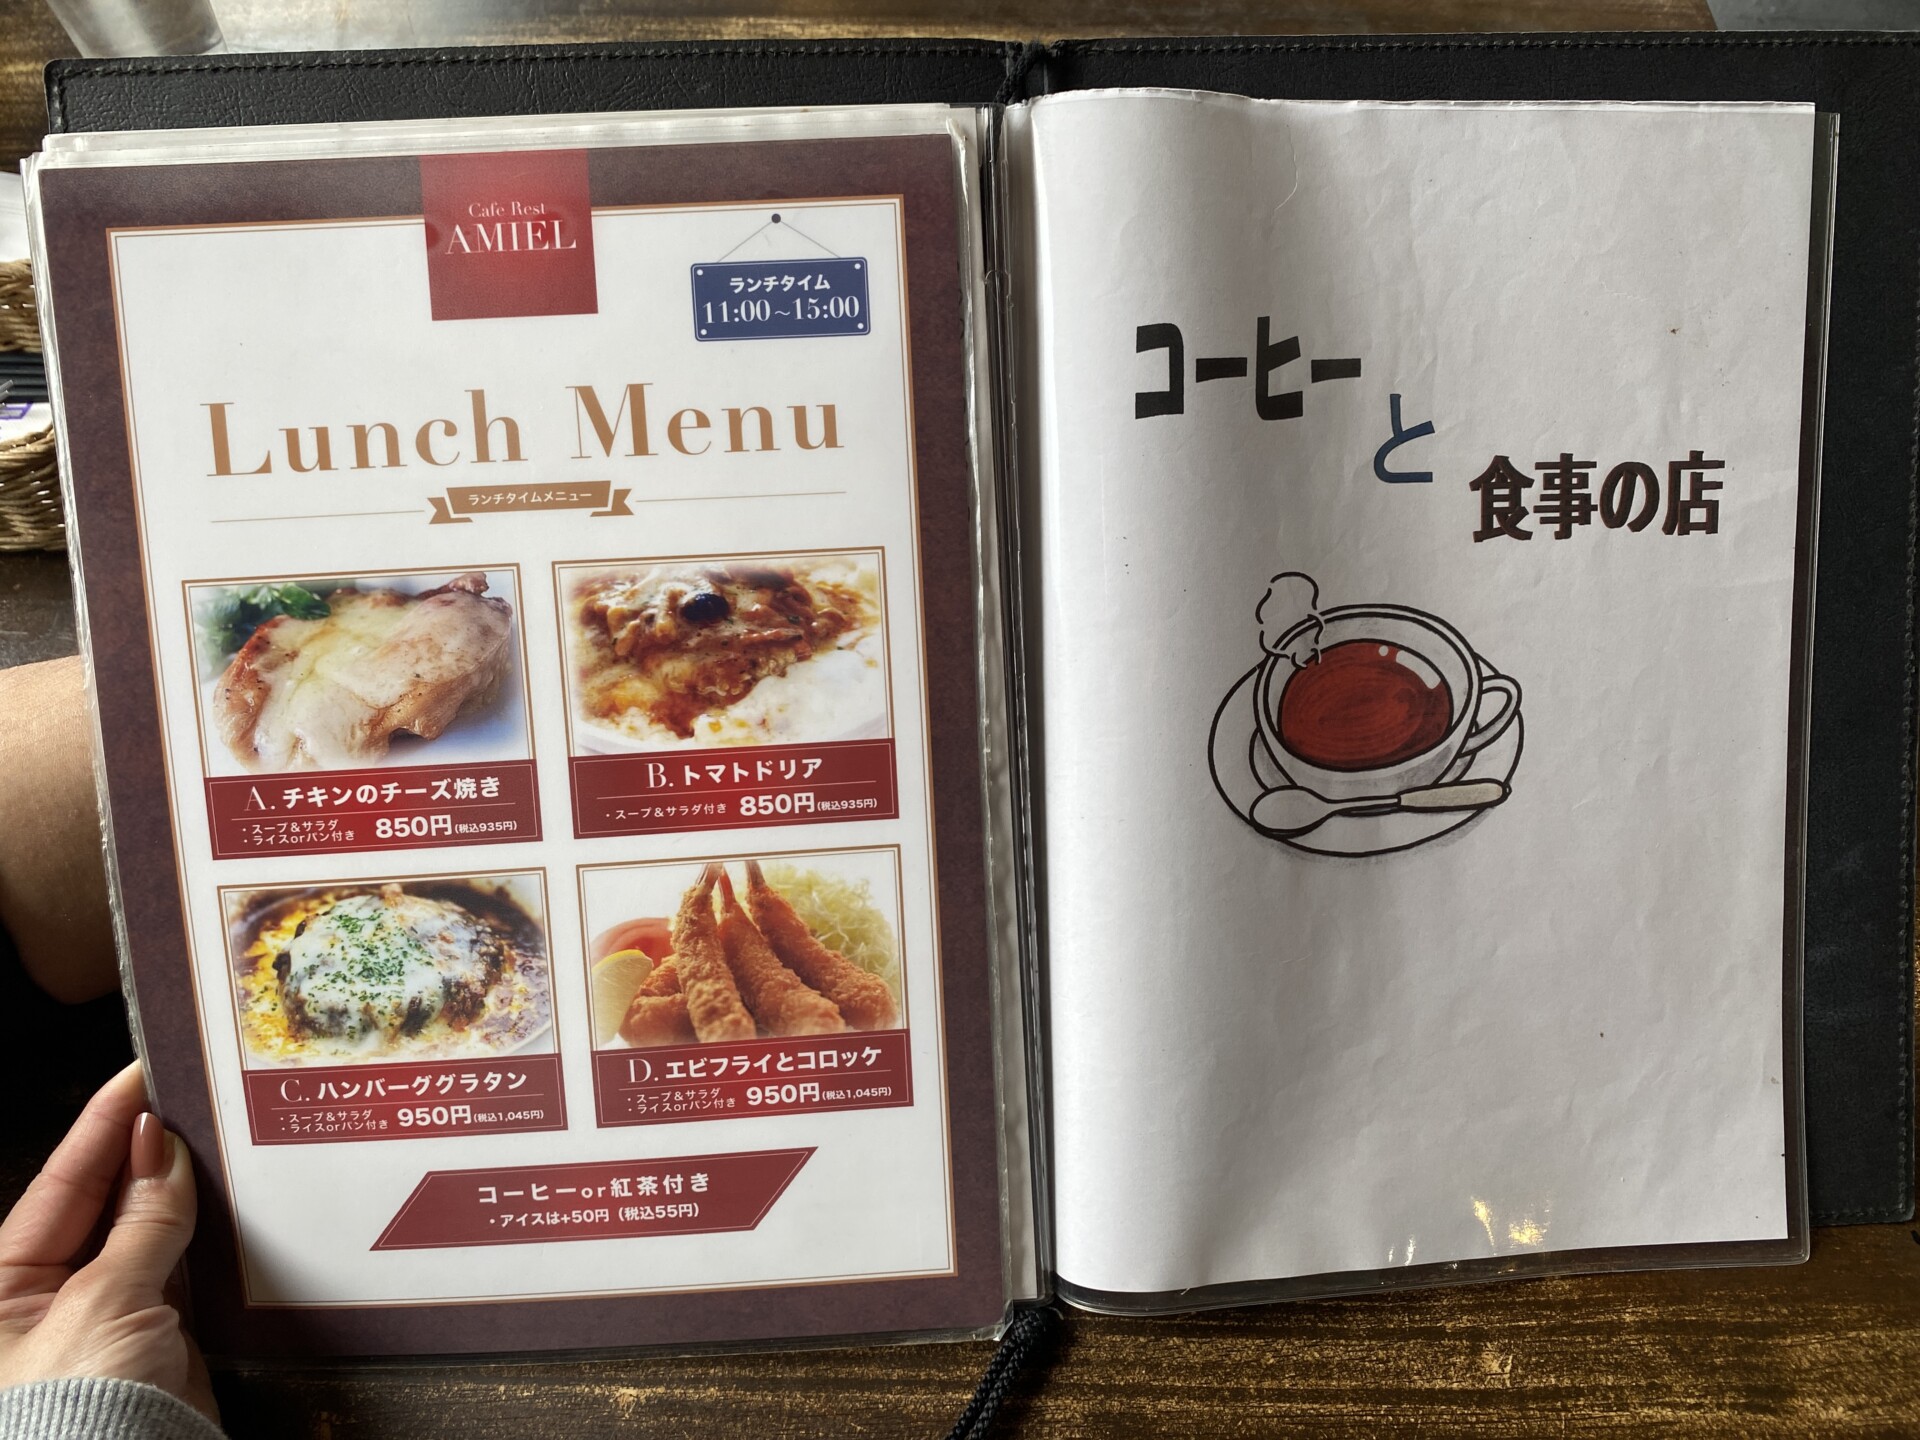 Cafe Rest
AMIEL
ランチタイム
11:00~15:00
Lunch Menu
ランチタイムメニュー
A. チキンのチーズ焼き
・スープ&サラダ
・ライスorパン付き
850円(税込935円)
B. トマトドリア
・スープ&サラダ付き 850円(税込935円)
C. ハンバーググラタン
・スープ&サラダ
・ライスorパン付き
950円(税込1,045円)
D. エビフライとコロッケ
・スープ&サラダ
・ライスorパン付き
950円(税込1,045円)
コーヒーor紅茶付き
・アイスは+50円(税込55円)
コーヒー
と
食事の店